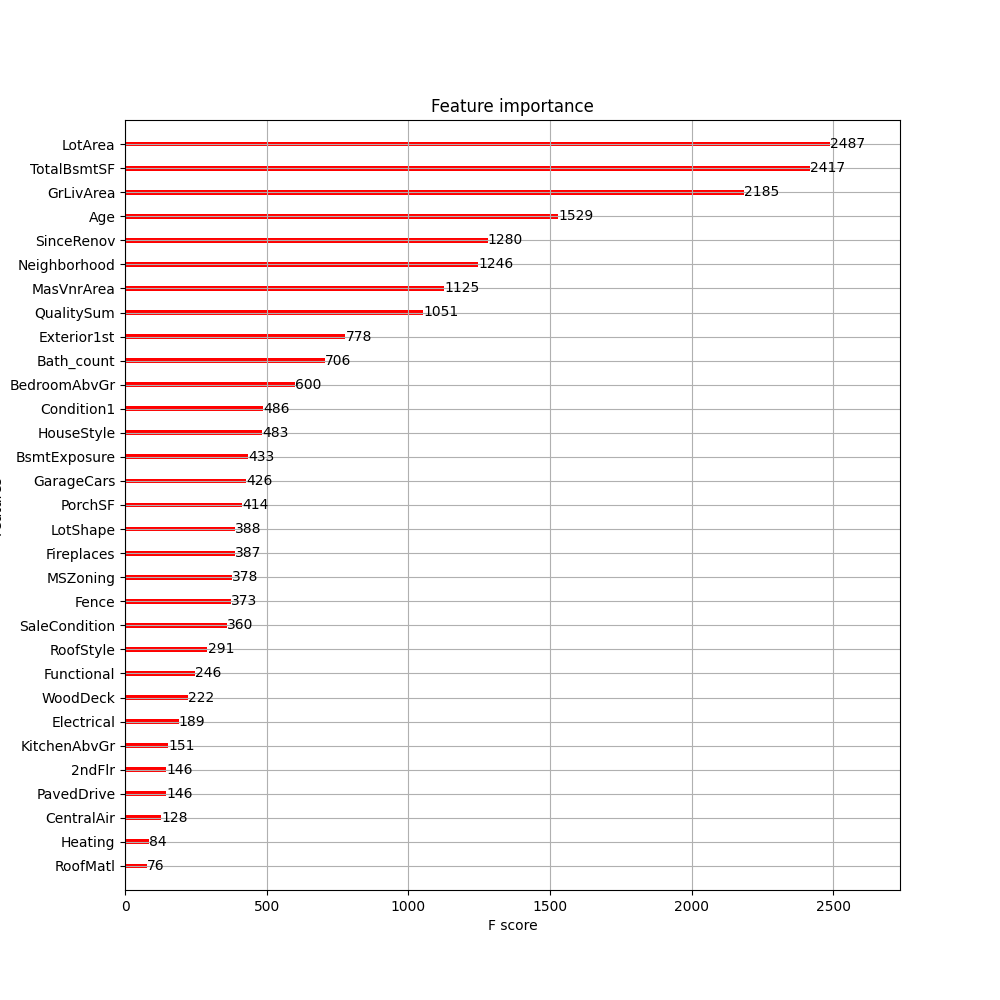 Feature importance
LotArea 2487
TotalBsmtSF 2417
GrLivArea 2185
Age 1529
SinceRenov 1280
Neighborhood 1246
MasVnrArea 1125
QualitySum 1051
Exterior1st 778
Bath_count 706
BedroomAbvGr 600
Condition1 486
HouseStyle 483
BsmtExposure 433
GarageCars 426
PorchSF 414
LotShape 388
Fireplaces 387
MSZoning 378
Fence 373
SaleCondition 360
RoofStyle 291
Functional 246
WoodDeck 222
Electrical 189
KitchenAbvGr 151
2ndFlr 146
PavedDrive 146
CentralAir 128
Heating 84
RoofMatl 76
0 500 1000 1500 2000 2500
F score